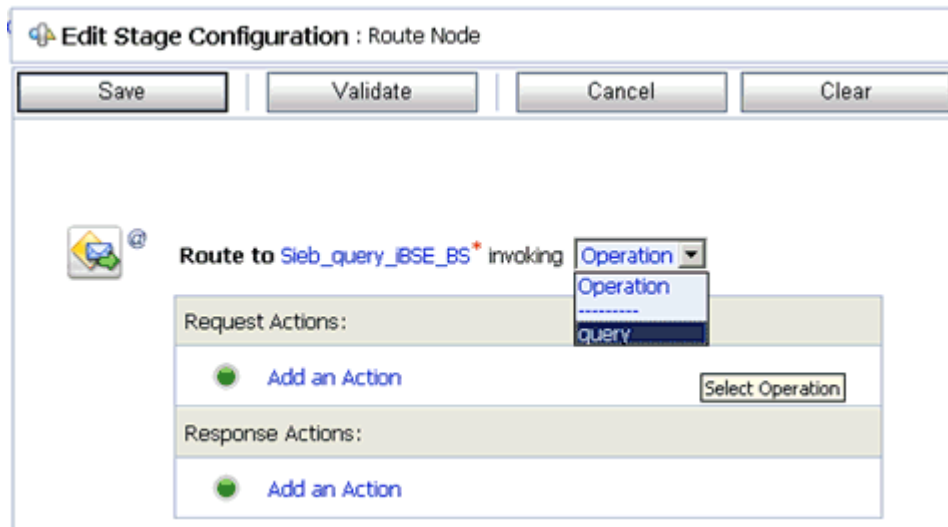 Edit Stage Configuration : Route Node
Save Validate Cancel Clear
@ Route to Sieb_query_iBSE_BS* invoking Operation
Operation
---------
query
Request Actions:
Add an Action
Select Operation
Response Actions:
Add an Action